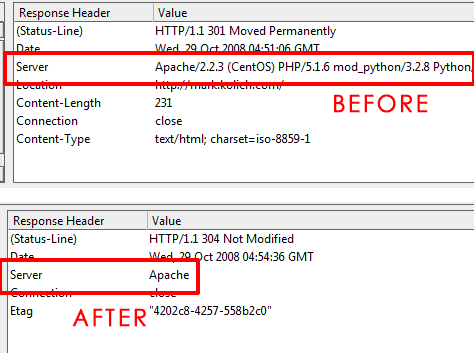 Response Header Value
(Status-Line) HTTP/1.1 301 Moved Permanently
Date Wed, 29 Oct 2008 04:51:06 GMT
Server Apache/2.2.3 (CentOS) PHP/5.1.6 mod_python/3.2.8 Python,
Location http://mark.kolich.com/
BEFORE
Content-Length 231
Connection close
Content-Type text/html; charset=iso-8859-1
Response Header Value
(Status-Line) HTTP/1.1 304 Not Modified
Date Wed, 29 Oct 2008 04:54:36 GMT
Server Apache
Connection close
Etag "4202c8-4257-558b2c0"
AFTER